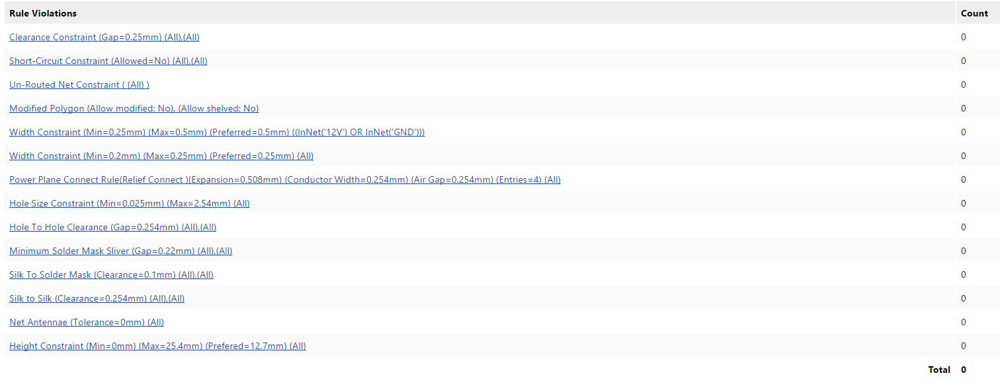 Rule Violations Count
Clearance Constraint (Gap=0.25mm) (All),(All) 0
Short-Circuit Constraint (Allowed=No) (All),(All) 0
Un-Routed Net Constraint ( (All) ) 0
Modified Polygon (Allow modified: No), (Allow shelved: No) 0
Width Constraint (Min=0.25mm) (Max=0.5mm) (Preferred=0.5mm) ((InNet('12V') OR InNet('GND'))) 0
Width Constraint (Min=0.2mm) (Max=0.25mm) (Preferred=0.25mm) (All) 0
Power Plane Connect Rule(Relief Connect )(Expansion=0.508mm) (Conductor Width=0.254mm) (Air Gap=0.254mm) (Entries=4) (All) 0
Hole Size Constraint (Min=0.025mm) (Max=2.54mm) (All) 0
Hole To Hole Clearance (Gap=0.254mm) (All),(All) 0
Minimum Solder Mask Sliver (Gap=0.22mm) (All),(All) 0
Silk To Solder Mask (Clearance=0.1mm) (All),(All) 0
Silk to Silk (Clearance=0.254mm) (All),(All) 0
Net Antennae (Tolerance=0mm) (All) 0
Height Constraint (Min=0mm) (Max=25.4mm) (Prefered=12.7mm) (All) 0
Total 0